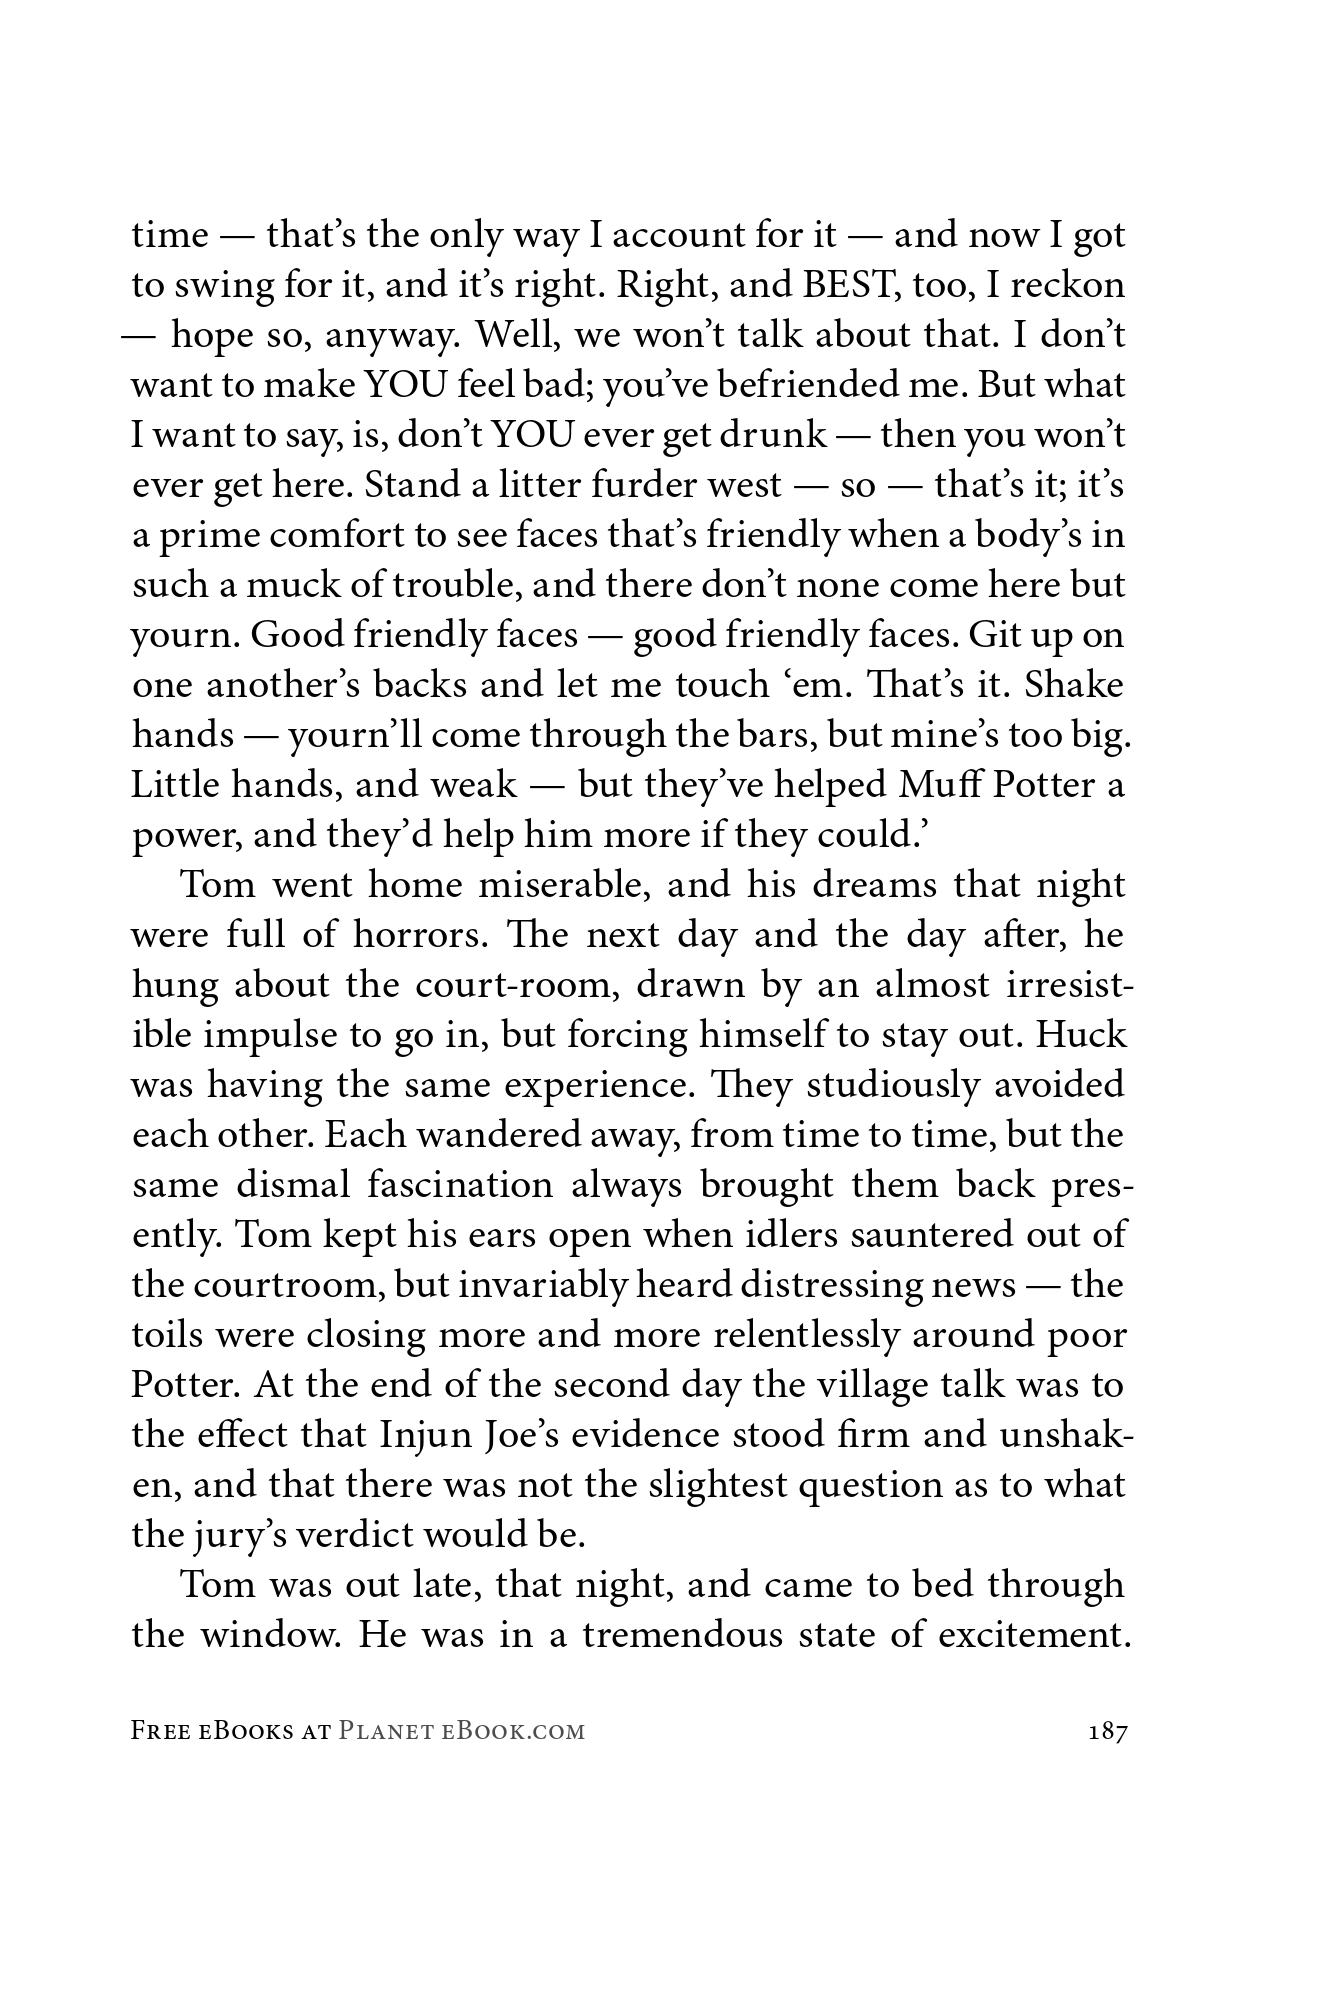 time — that’s the only way I account for it — and now I got
to swing for it, and it’s right. Right, and BEST, too, I reckon
— hope so, anyway. Well, we won’t talk about that. I don’t
want to make YOU feel bad; you’ve befriended me. But what
I want to say, is, don’t YOU ever get drunk — then you won’t
ever get here. Stand a litter furder west — so — that’s it; it’s
a prime comfort to see faces that’s friendly when a body’s in
such a muck of trouble, and there don’t none come here but
yourn. Good friendly faces — good friendly faces. Git up on
one another’s backs and let me touch ‘em. That’s it. Shake
hands — yourn’ll come through the bars, but mine’s too big.
Little hands, and weak — but they’ve helped Muff Potter a
power, and they’d help him more if they could.’
Tom went home miserable, and his dreams that night
were full of horrors. The next day and the day after, he
hung about the court-room, drawn by an almost irresist-
ible impulse to go in, but forcing himself to stay out. Huck
was having the same experience. They studiously avoided
each other. Each wandered away, from time to time, but the
same dismal fascination always brought them back pres-
ently. Tom kept his ears open when idlers sauntered out of
the courtroom, but invariably heard distressing news — the
toils were closing more and more relentlessly around poor
Potter. At the end of the second day the village talk was to
the effect that Injun Joe’s evidence stood firm and unshak-
en, and that there was not the slightest question as to what
the jury’s verdict would be.
Tom was out late, that night, and came to bed through
the window. He was in a tremendous state of excitement.
Free eBooks at Planet eBook.com 187